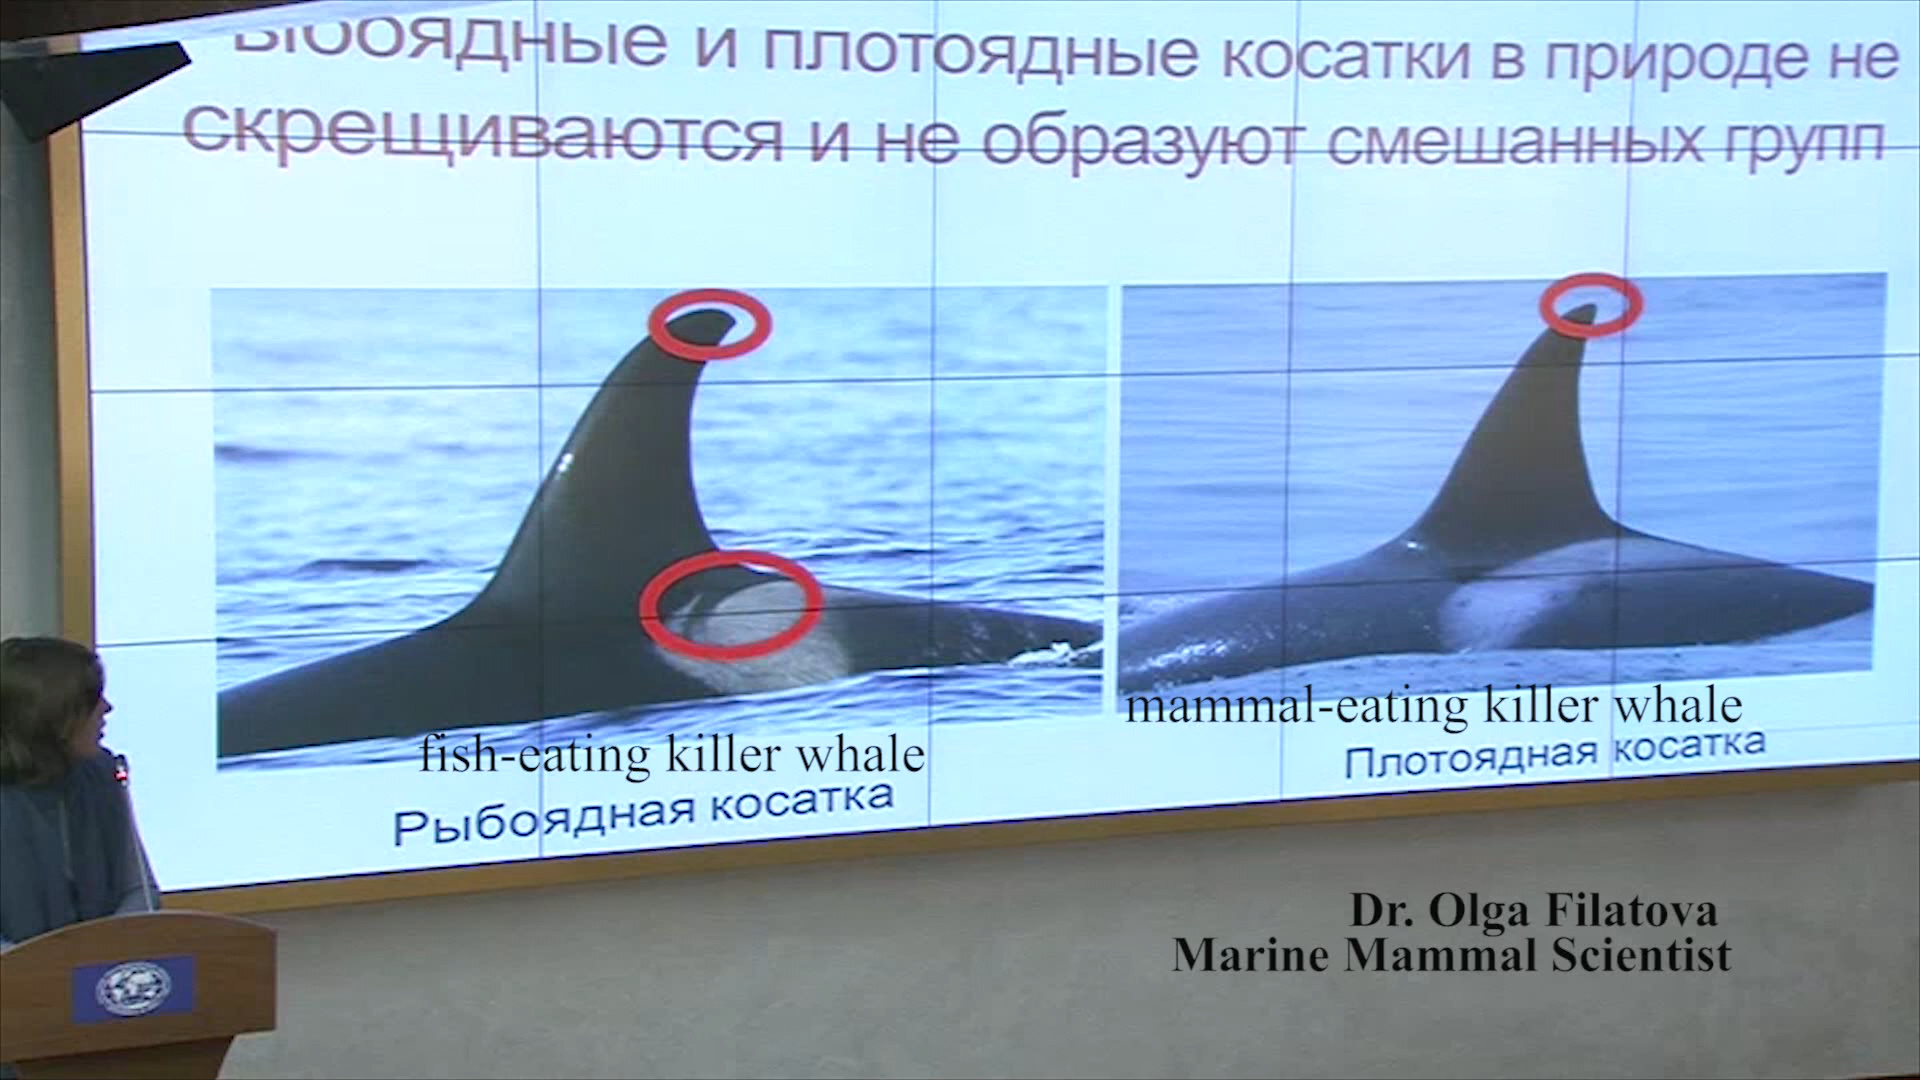 ыбоядные и плотоядные косатки в природе не
скрещиваются и не образуют смешанных групп
fish-eating killer whale
Рыбоядная косатка
mammal-eating killer whale
Плотоядная косатка
Dr. Olga Filatova
Marine Mammal Scientist